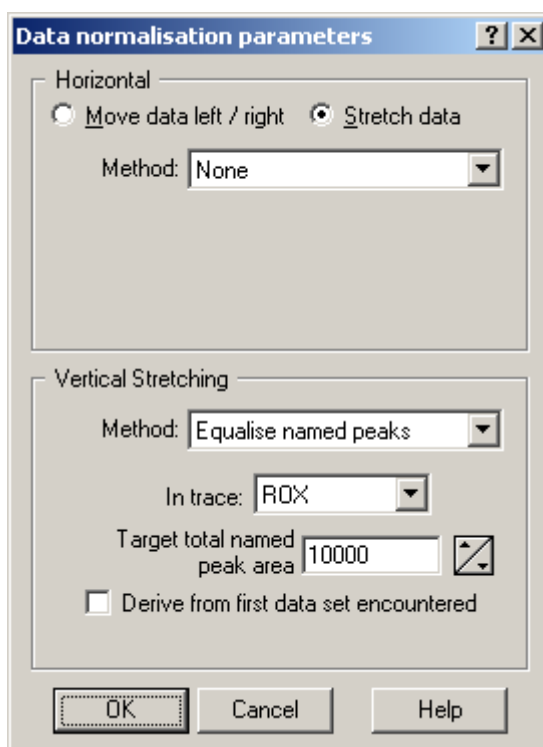 Data normalisation parameters
Horizontal
Move data left / right Stretch data
Method: None
Vertical Stretching
Method: Equalise named peaks
In trace: ROX
Target total named
peak area 10000
Derive from first data set encountered
OK Cancel Help